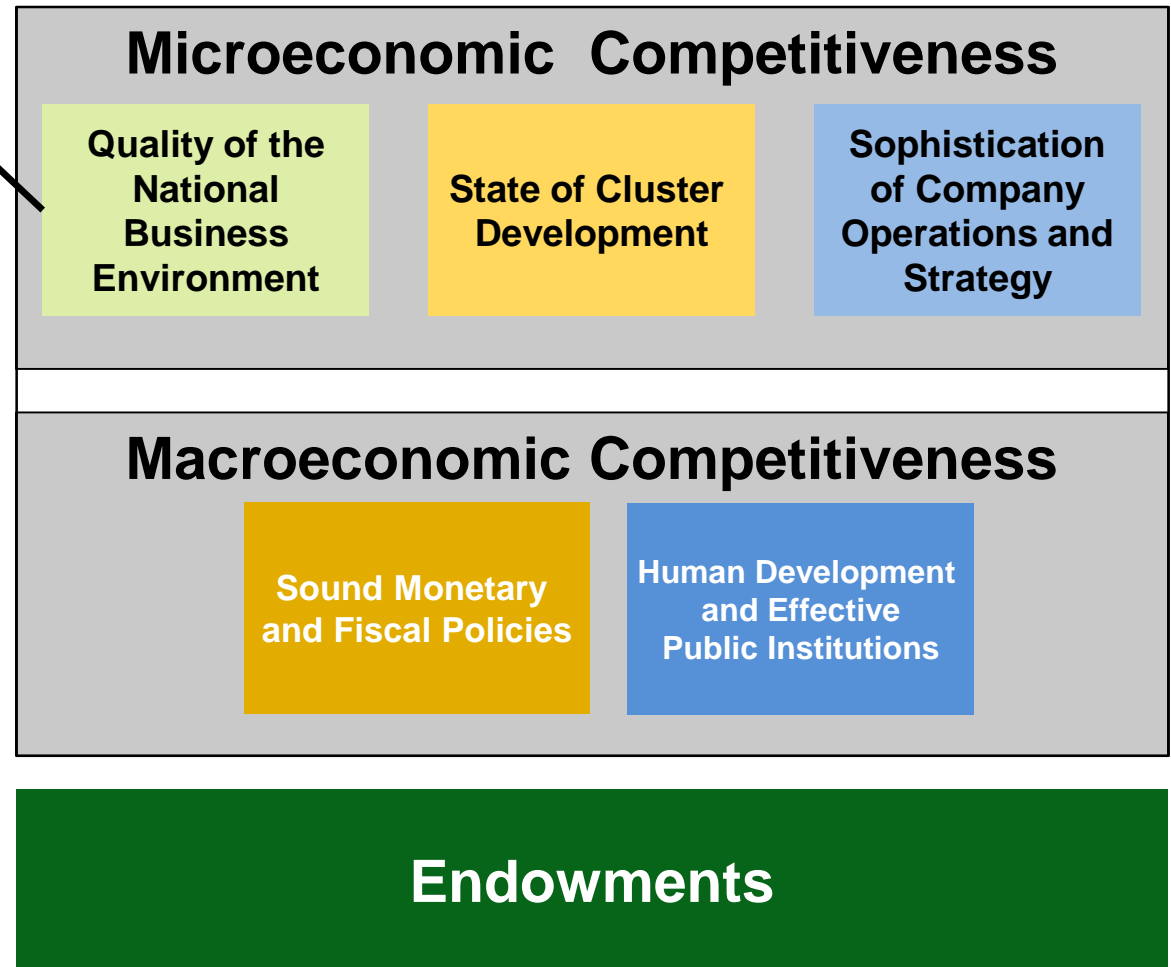 Microeconomic Competitiveness
Quality of the
National
Business
Environment
State of Cluster
Development
Sophistication
of Company
Operations and
Strategy
Macroeconomic Competitiveness
Sound Monetary
and Fiscal Policies
Human Development
and Effective
Public Institutions
Endowments